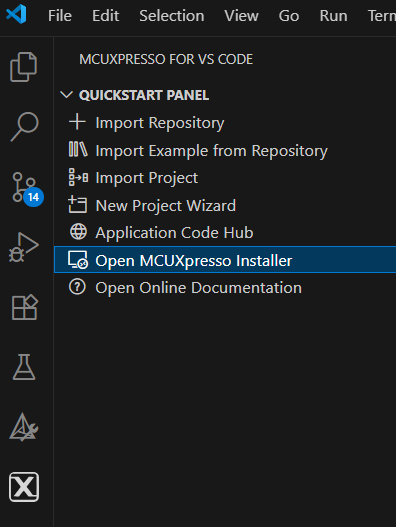 File Edit Selection View Go Run Term
MCUXPRESSO FOR VS CODE
QUICKSTART PANEL
Import Repository
Import Example from Repository
Import Project
14
New Project Wizard
Application Code Hub
Open MCUXpresso Installer
Open Online Documentation